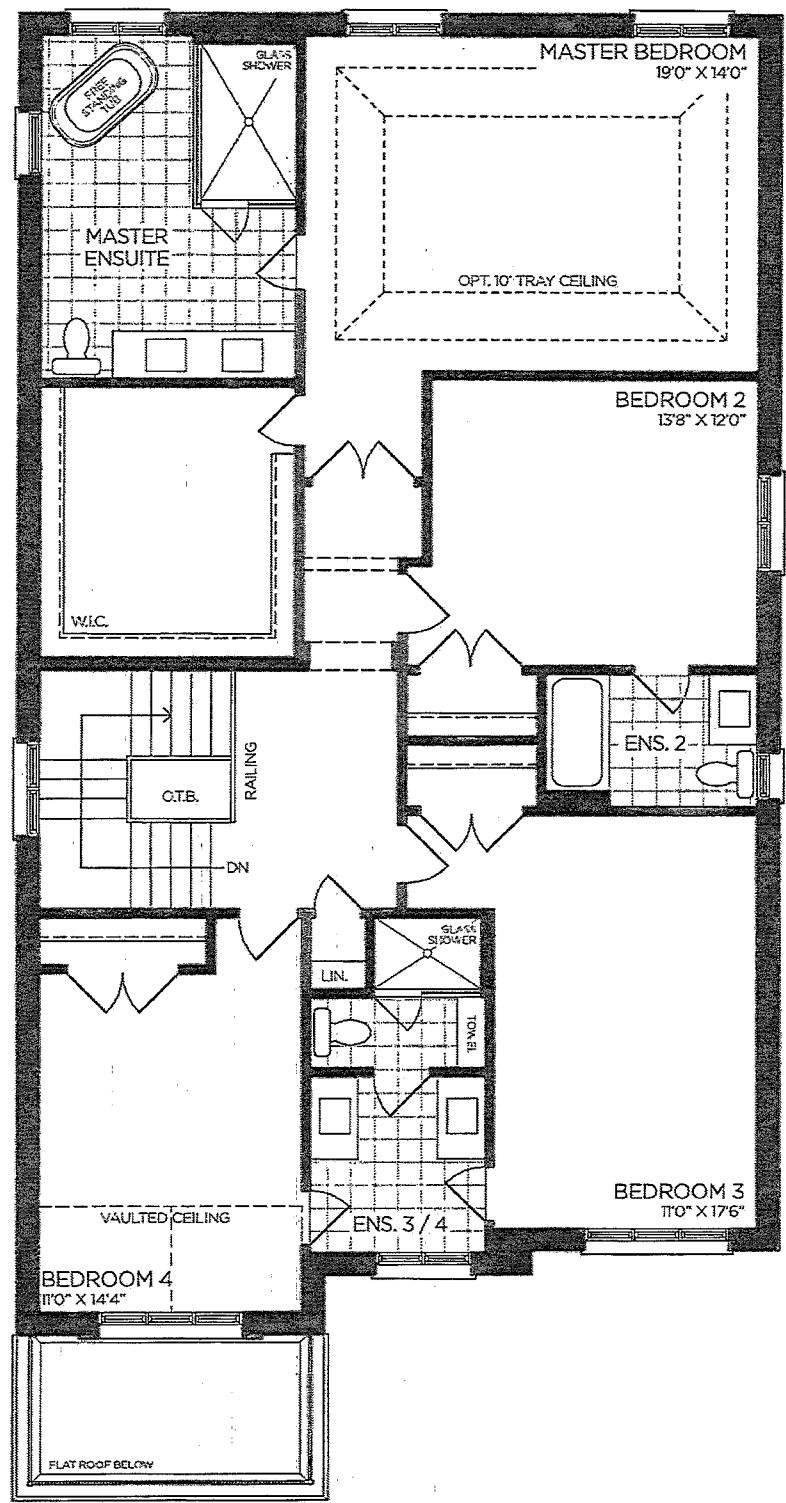 GLASS
SHOWER
MASTER BEDROOM
19'0" X 14'0"
FREE
STANDING
TUB
MASTER
ENSUITE
OPT. 10' TRAY CEILING
BEDROOM 2
13'8" X 12'0"
W.I.C.
RAILING
ENS. 2
O.T.B.
DN
GLASS
SHOWER
LIN.
TOWEL
BEDROOM 3
11'0" X 17'6"
VAULTED CEILING
ENS. 3 / 4
BEDROOM 4
11'0" X 14'4"
FLAT ROOF BELOW